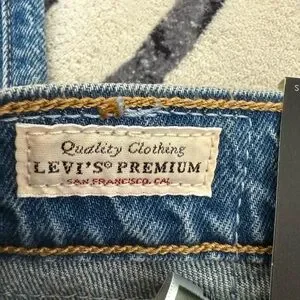 Quality Clothing
LEVI'S® PREMIUM
SAN FRANCISCO, CAL
S